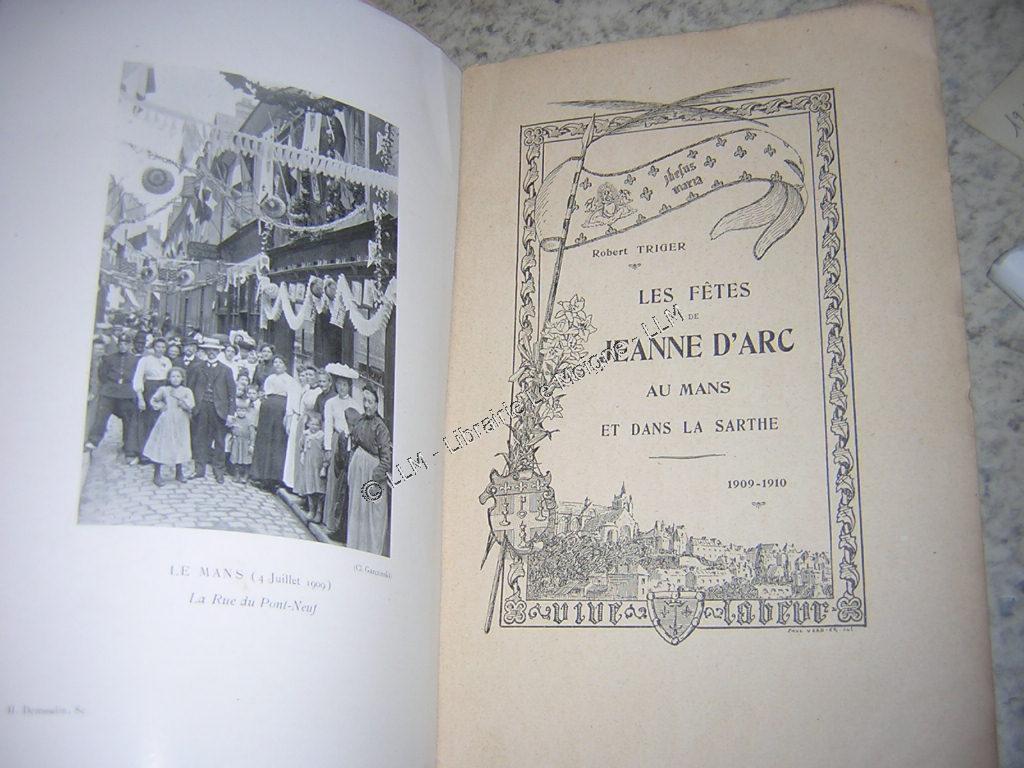 LE MANS (4 Juillet 1909)
La Rue du Pont-Neuf
Jhesus
maria
Robert TRIGER
LES FÊTES
DE
JEANNE D'ARC
AU MANS
ET DANS LA SARTHE
1909-1910
VIVE LABEUR
© LLM - Librairie Le Moigne LLM